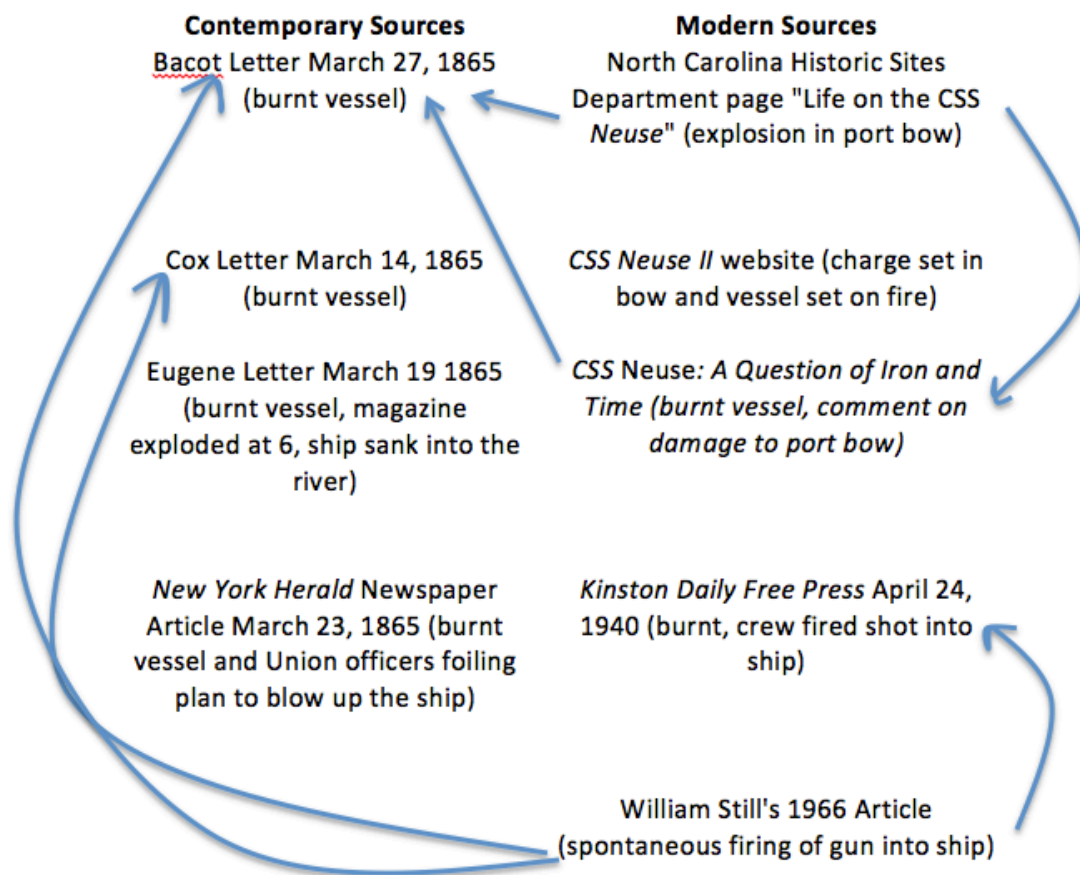 Contemporary Sources
Bacot Letter March 27, 1865
(burnt vessel)
Cox Letter March 14, 1865
(burnt vessel)
Eugene Letter March 19 1865
(burnt vessel, magazine
exploded at 6, ship sank into the
river)
New York Herald Newspaper
Article March 23, 1865 (burnt
vessel and Union officers foiling
plan to blow up the ship)
Modern Sources
North Carolina Historic Sites
Department page "Life on the CSS
Neuse" (explosion in port bow)
CSS Neuse II website (charge set in
bow and vessel set on fire)
CSS Neuse: A Question of Iron and
Time (burnt vessel, comment on
damage to port bow)
Kinston Daily Free Press April 24,
1940 (burnt, crew fired shot into
ship)
William Still's 1966 Article
(spontaneous firing of gun into ship)